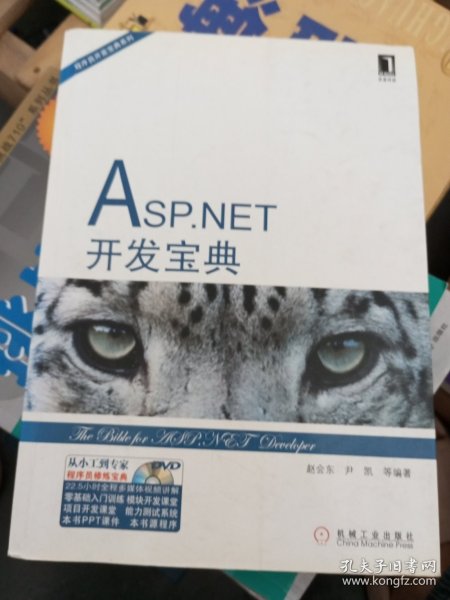 程序员开发宝典系列
华章科技
ASP.NET
开发宝典
The Bible for ASP.NET Developer
赵会东 尹凯 等编著
从小工到专家
程序员修炼宝典
DVD
22.5小时全程多媒体视频讲解
零基础入门训练 模块开发课堂
项目开发课堂 能力测试系统
本书PPT课件 本书源程序
机械工业出版社
China Machine Press
孔夫子旧书网
www.kongfz.com